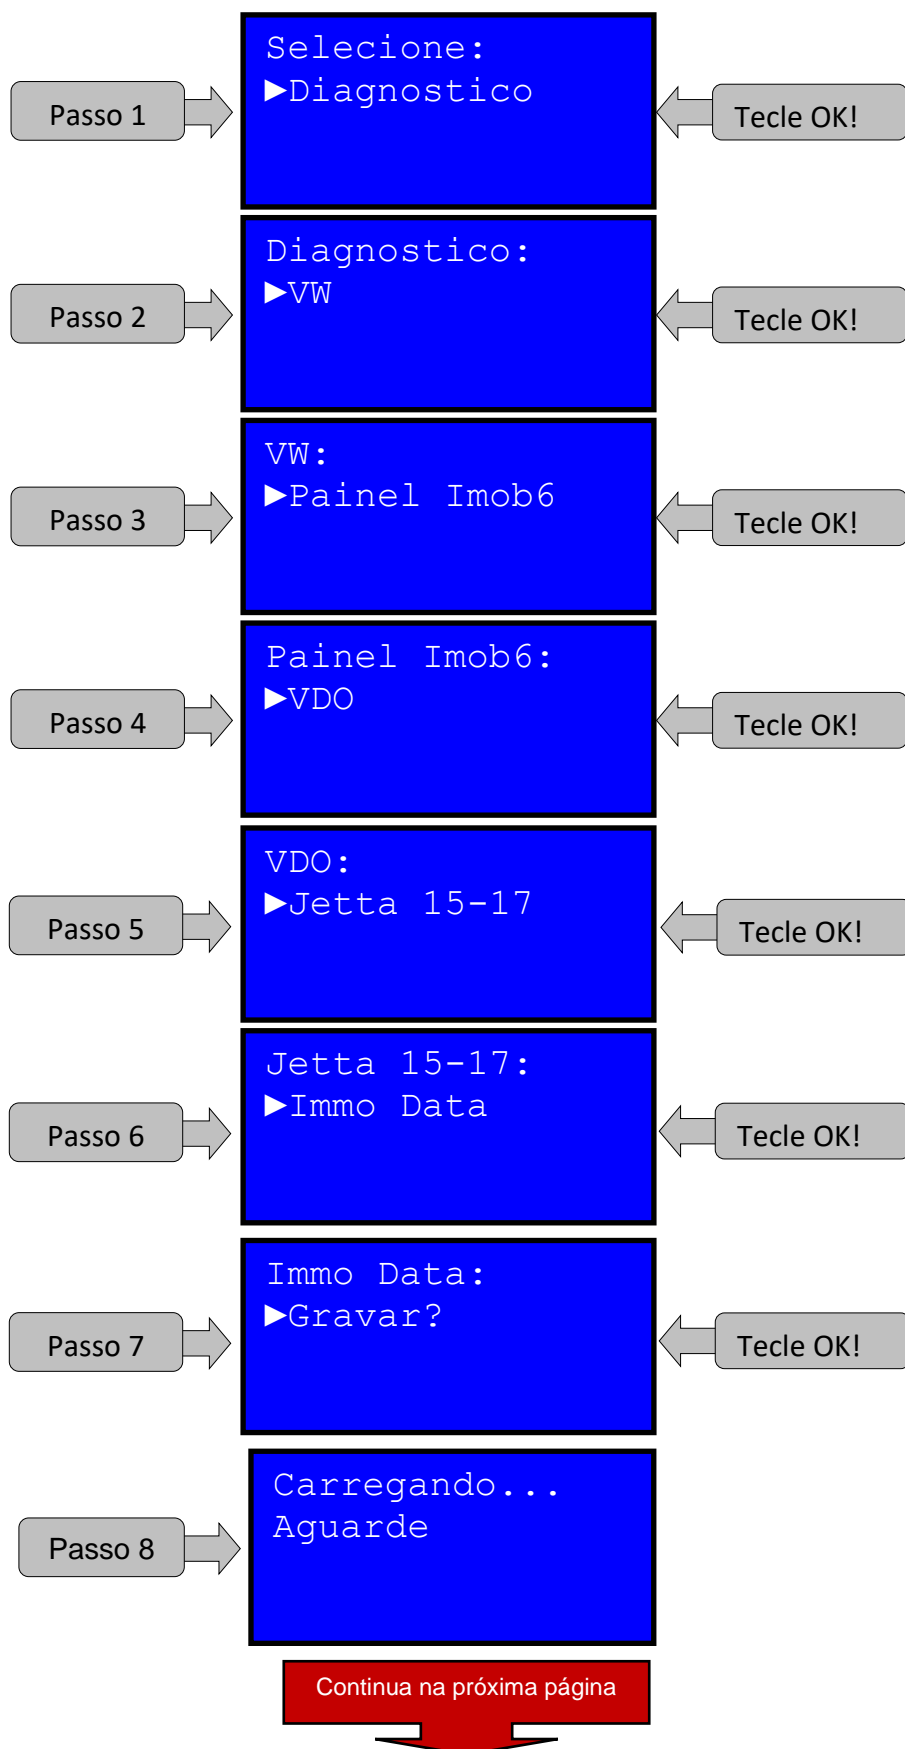 Selecione:
Passo 1
►Diagnostico
Tecle OK!
Diagnostico:
Passo 2
►VW
Tecle OK!
VW:
Passo 3
►Painel Imob6
Tecle OK!
Painel Imob6:
Passo 4
►VDO
Tecle OK!
VDO:
Passo 5
►Jetta 15-17
Tecle OK!
Jetta 15-17:
Passo 6
►Immo Data
Tecle OK!
Immo Data:
Passo 7
►Gravar?
Tecle OK!
Carregando...
Aguarde
Passo 8
Continua na próxima página